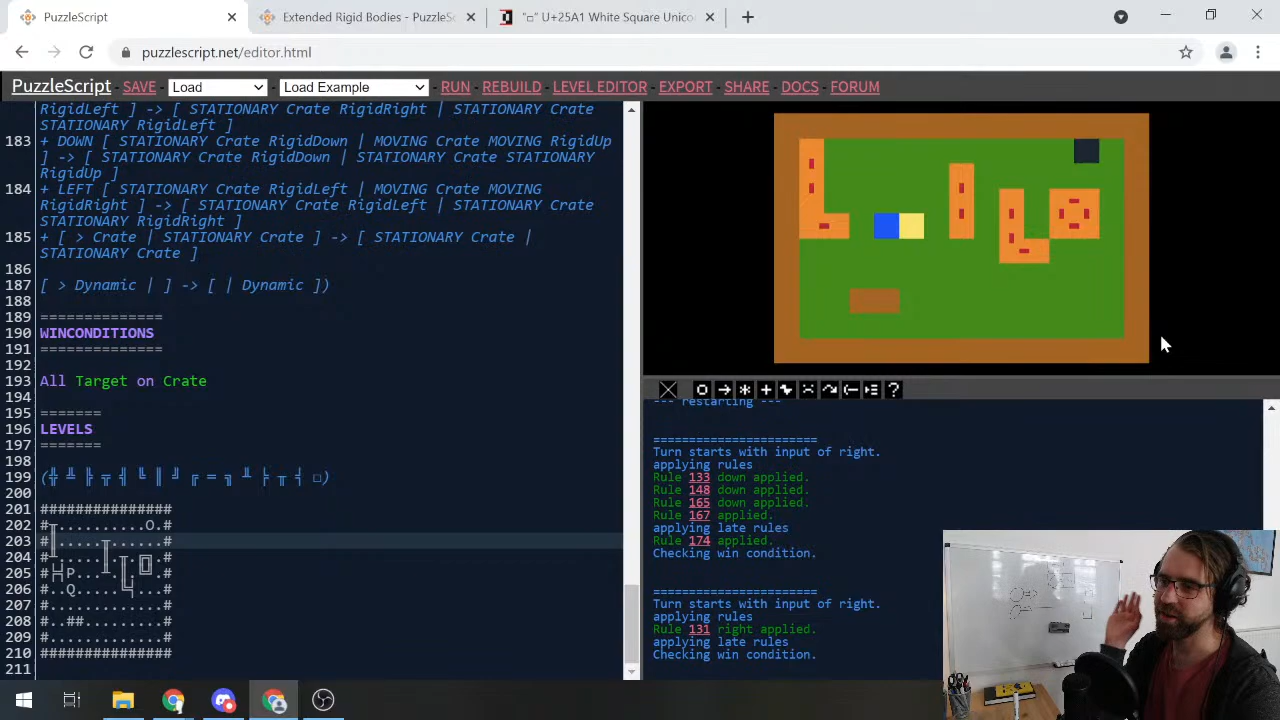 PuzzleScript
Extended Rigid Bodies - PuzzleSc
"□" U+25A1 White Square Unico
puzzlescript.net/editor.html
PuzzleScript - SAVE - Load Load Example - RUN - REBUILD - LEVEL EDITOR - EXPORT - SHARE - DOCS - FORUM
RigidLeft ] -> [ STATIONARY Crate RigidRight | STATIONARY Crate
STATIONARY RigidLeft ]
183 + DOWN [ STATIONARY Crate RigidDown | MOVING Crate MOVING RigidUp
] -> [ STATIONARY Crate RigidDown | STATIONARY Crate STATIONARY
RigidUp ]
184 + LEFT [ STATIONARY Crate RigidLeft | MOVING Crate MOVING
RigidRight ] -> [ STATIONARY Crate RigidLeft | STATIONARY Crate
STATIONARY RigidRight ]
185 + [ > Crate | STATIONARY Crate ] -> [ STATIONARY Crate |
STATIONARY Crate ]
186
187 [ > Dynamic | ] -> [ | Dynamic ])
188
189 ==============
190 WINCONDITIONS
191 ==============
192
193 All Target on Crate
194
195 =======
196 LEVELS
197 =======
198
199 (╬ ╩ ╠ ╦ ╣ ╚ ║ ╝ ╔ = ╗ ╨ ╞ ╥ ╡ □)
200
201 ###############
202 #╥..........O.#
203 #║.....╥......#
204 #╨.....║.╥.╔╗.#
205 #╞╡P...╨.║.╚╝.#
206 #..Q.....╚╡...#
207 #.............#
208 #..##.........#
209 #.............#
210 ###############
211
--- restarting ---
=======================
Turn starts with input of right.
applying rules
Rule 133 down applied.
Rule 148 down applied.
Rule 165 down applied.
Rule 167 applied.
applying late rules
Rule 174 applied.
Checking win condition.
=======================
Turn starts with input of right.
applying rules
Rule 131 right applied.
applying late rules
Checking win condition.